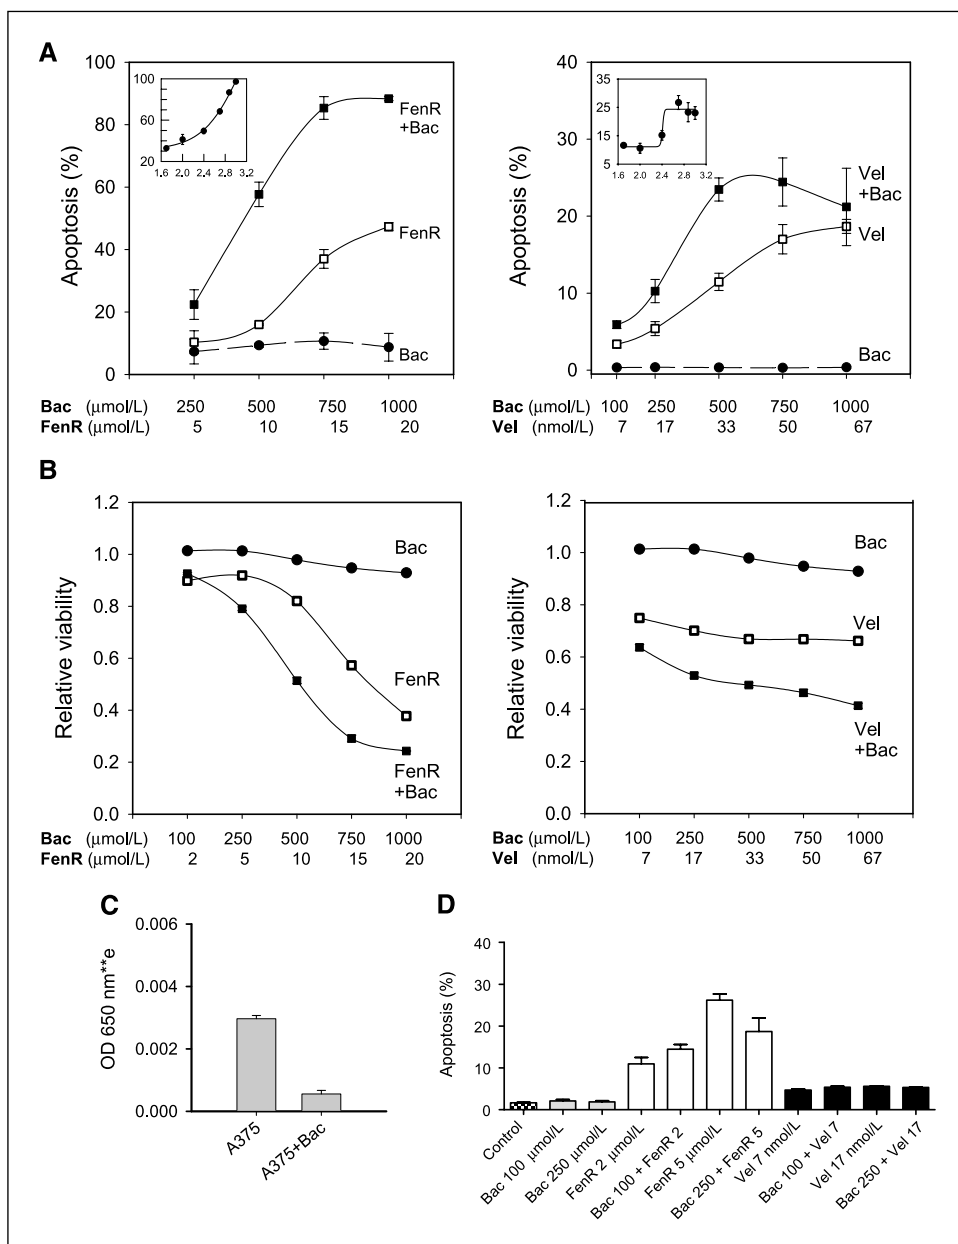 A
Apoptosis (%)
100
80
60
40
20
0
100
60
20
1.6 2.0 2.4 2.8 3.2
FenR
+Bac
FenR
Bac
Bac (μmol/L) 250 500 750 1000
FenR (μmol/L) 5 10 15 20
Apoptosis (%)
40
30
20
10
0
35
25
15
5
1.6 2.0 2.4 2.8 3.2
Vel
+Bac
Vel
Bac
Bac (μmol/L) 100 250 500 750 1000
Vel (nmol/L) 7 17 33 50 67
B
Relative viability
1.2
1.0
0.8
0.6
0.4
0.2
0.0
Bac
FenR
FenR
+Bac
Bac (μmol/L) 100 250 500 750 1000
FenR (μmol/L) 2 5 10 15 20
Relative viability
1.2
1.0
0.8
0.6
0.4
0.2
0.0
Bac
Vel
Vel
+Bac
Bac (μmol/L) 100 250 500 750 1000
Vel (nmol/L) 7 17 33 50 67
C
OD 650 nm**e
0.006
0.004
0.002
0.000
A375
A375+Bac
D
Apoptosis (%)
40
30
20
10
0
Control
Bac 100 μmol/L
Bac 250 μmol/L
FenR 2 μmol/L
Bac 100 + FenR 2
FenR 5 μmol/L
Bac 250 + FenR 5
Vel 7 nmol/L
Bac 100 + Vel 7
Vel 17 nmol/L
Bac 250 + Vel 17